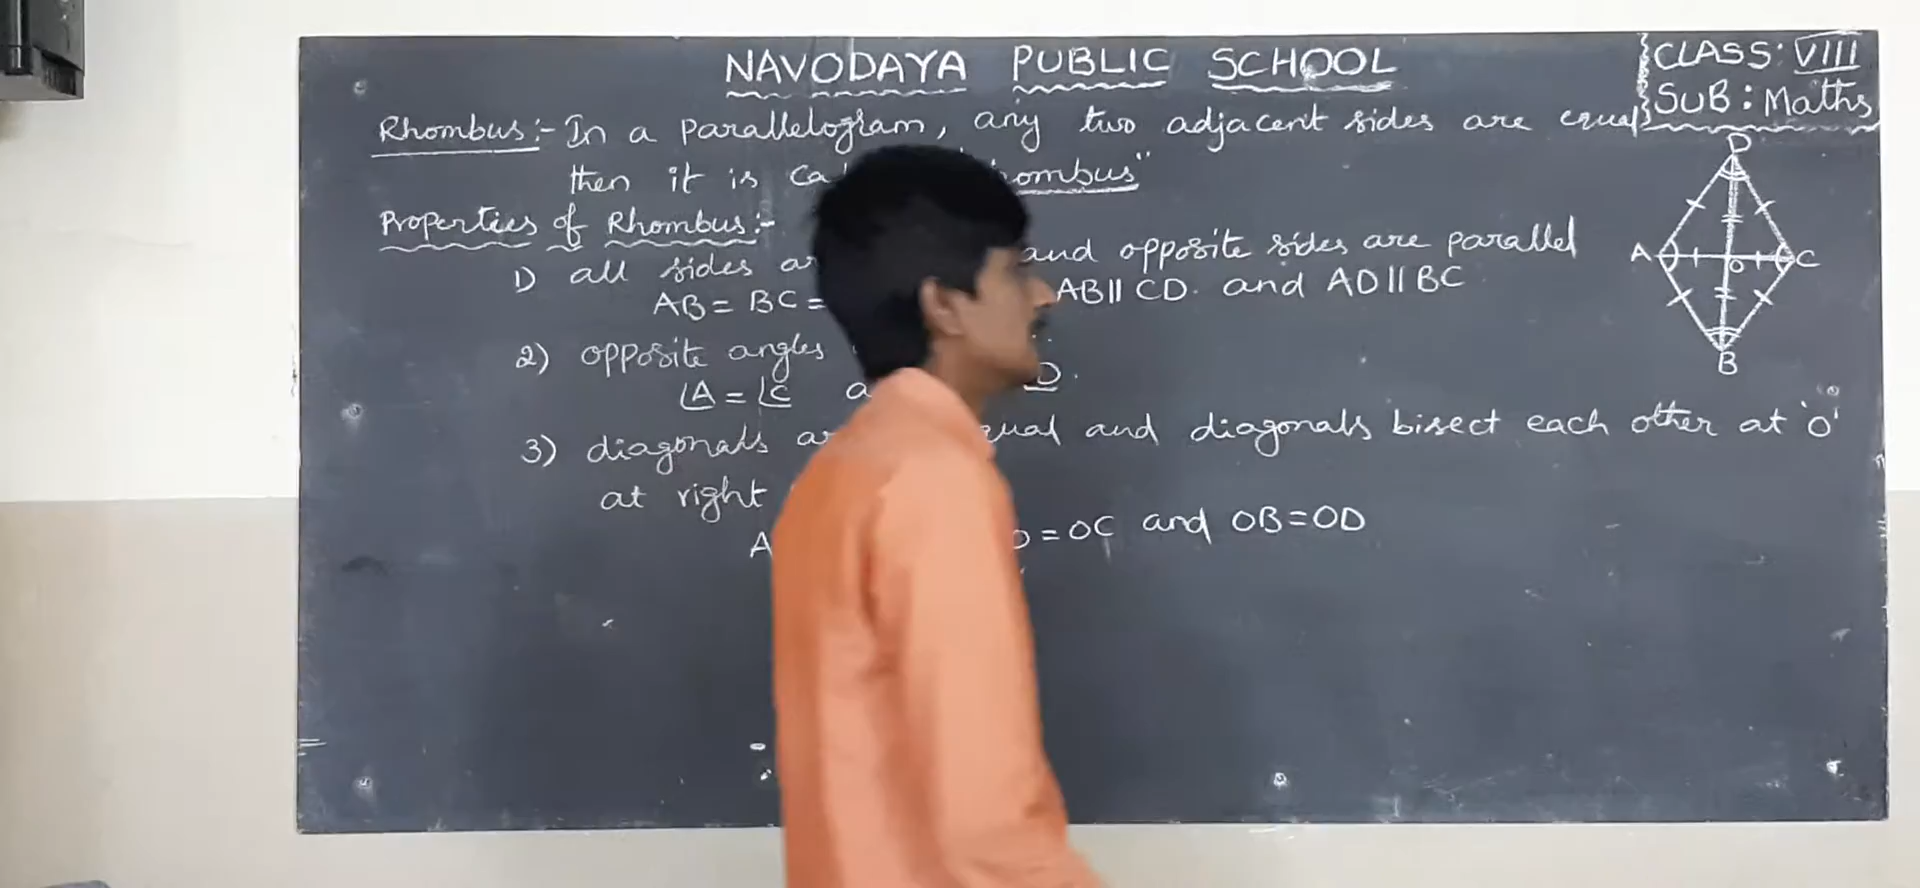 NAVODAYA PUBLIC SCHOOL
CLASS: VIII
SUB: Maths
Rhombus:- In a parallelogram, any two adjacent sides are equal
then it is
Properties of Rhombus:-
1) all sides and opposite sides are parallel
AB = BC = AB || CD. and AD || BC
2) opposite angles
∠A = ∠C D.
3) diagonals and diagonals bisect each other at 'O'
at right
= OC and OB = OD
D
A
O
C
B